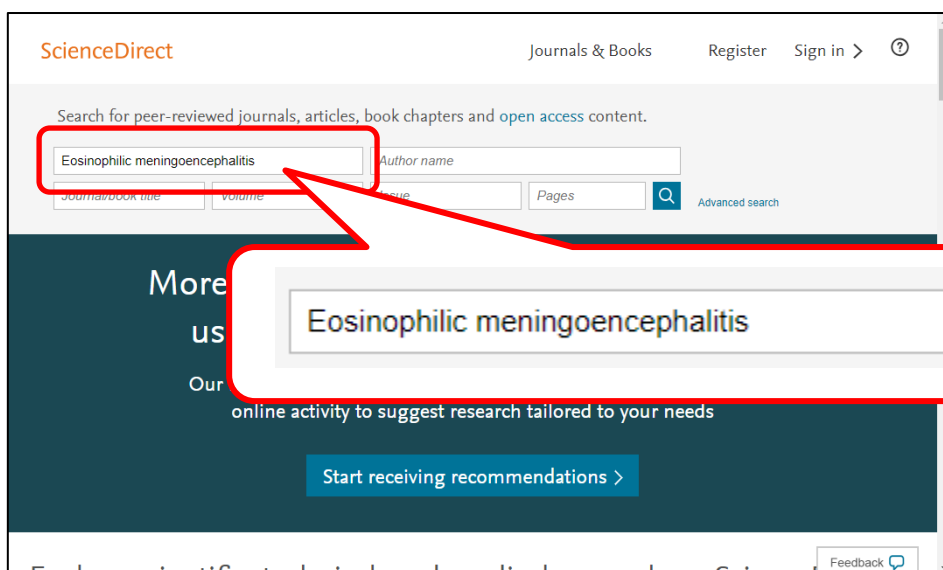 ScienceDirect Journals & Books Register Sign in > ?
Search for peer-reviewed journals, articles, book chapters and open access content.
Eosinophilic meningoencephalitis Author name
Journal/book title Volume Issue Pages Advanced search
More
us
Eosinophilic meningoencephalitis
Our
online activity to suggest research tailored to your needs
Start receiving recommendations >
Feedback